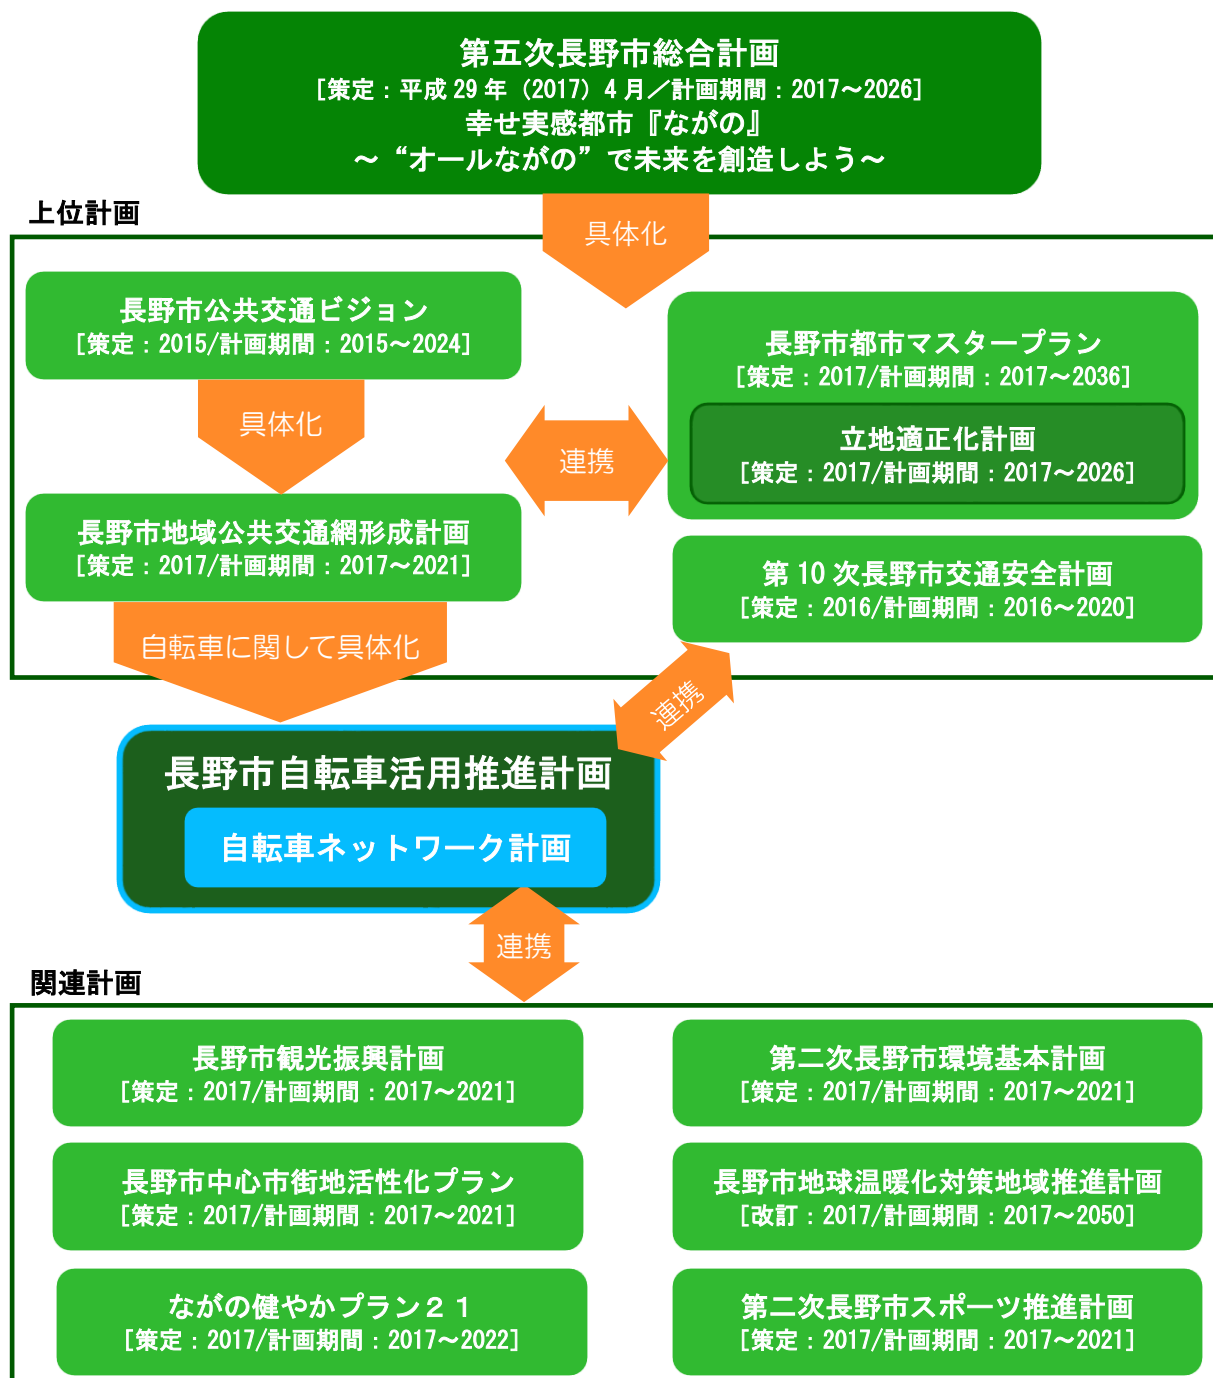 第五次長野市総合計画
[策定：平成 29 年（2017）4 月／計画期間：2017～2026]
幸せ実感都市『ながの』
～“オールながの”で未来を創造しよう～
具体化
上位計画
長野市公共交通ビジョン
[策定：2015/計画期間：2015～2024]
具体化
長野市地域公共交通網形成計画
[策定：2017/計画期間：2017～2021]
連携
長野市都市マスタープラン
[策定：2017/計画期間：2017～2036]
立地適正化計画
[策定：2017/計画期間：2017～2026]
第 10 次長野市交通安全計画
[策定：2016/計画期間：2016～2020]
自転車に関して具体化
連携
長野市自転車活用推進計画
自転車ネットワーク計画
連携
関連計画
長野市観光振興計画
[策定：2017/計画期間：2017～2021]
第二次長野市環境基本計画
[策定：2017/計画期間：2017～2021]
長野市中心市街地活性化プラン
[策定：2017/計画期間：2017～2021]
長野市地球温暖化対策地域推進計画
[改訂：2017/計画期間：2017～2050]
ながの健やかプラン２１
[策定：2017/計画期間：2017～2022]
第二次長野市スポーツ推進計画
[策定：2017/計画期間：2017～2021]